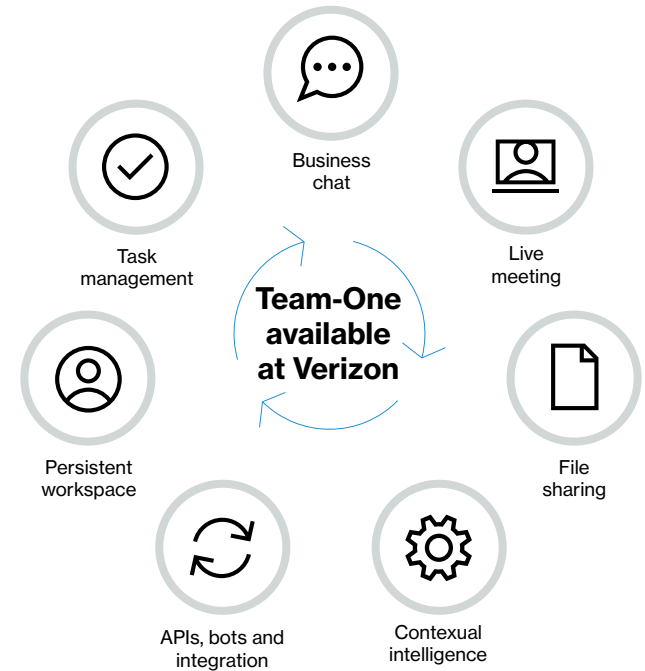 Business
chat
Live
meeting
File
sharing
Contexual
intelligence
APIs, bots and
integration
Persistent
workspace
Task
management
Team-One
available
at Verizon